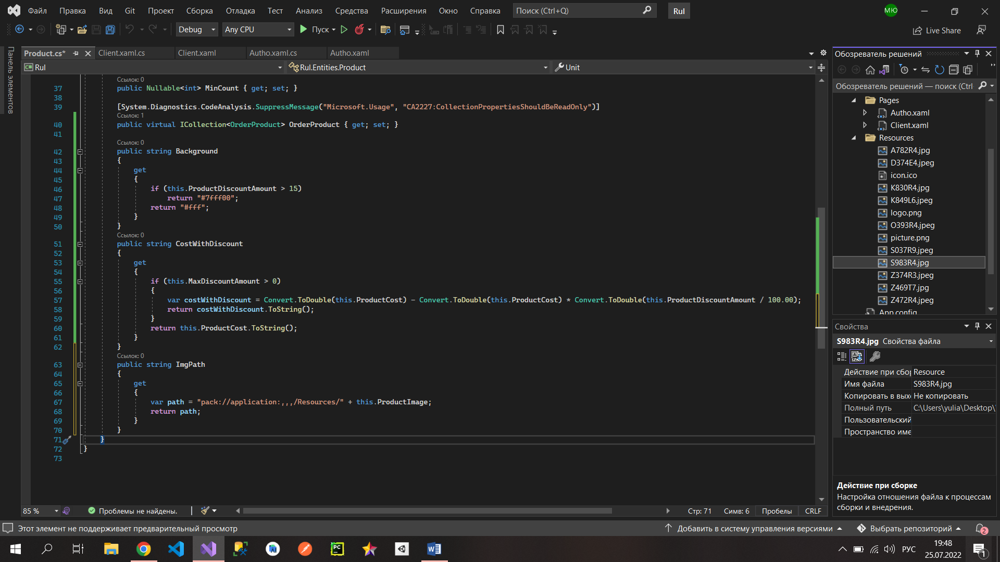 Файл Правка Вид Git Проект Сборка Отладка Тест Анализ Средства Расширения Окно Справка Поиск (Ctrl+Q) Rul МЮ
Debug Any CPU Пуск Live Share
Панель элементов
Product.cs* Client.xaml.cs Client.xaml Autho.xaml.cs Autho.xaml
C# Rul Rul.Entities.Product Unit
Ссылок: 0
37 public Nullable<int> MinCount { get; set; }
38
39 [System.Diagnostics.CodeAnalysis.SuppressMessage("Microsoft.Usage", "CA2227:CollectionPropertiesShouldBeReadOnly")]
Ссылок: 1
40 public virtual ICollection<OrderProduct> OrderProduct { get; set; }
41
Ссылок: 0
42 public string Background
43 {
44 get
45 {
46 if (this.ProductDiscountAmount > 15)
47 return "#7fff00";
48 return "#fff";
49 }
50 }
Ссылок: 0
51 public string CostWithDiscount
52 {
53 get
54 {
55 if (this.MaxDiscountAmount > 0)
56 {
57 var costWithDiscount = Convert.ToDouble(this.ProductCost) - Convert.ToDouble(this.ProductCost) * Convert.ToDouble(this.ProductDiscountAmount / 100.00);
58 return costWithDiscount.ToString();
59 }
60 return this.ProductCost.ToString();
61 }
62 }
Ссылок: 0
63 public string ImgPath
64 {
65 get
66 {
67 var path = "pack://application:,,,/Resources/" + this.ProductImage;
68 return path;
69 }
70 }
71 }
72 }
73
85 % Проблемы не найдены. Стр: 71 Симв: 6 Пробелы CRLF
Обозреватель решений
Обозреватель решений — поиск (Ctrl
Pages
Autho.xaml
Client.xaml
Resources
A782R4.jpg
D374E4.jpeg
icon.ico
K830R4.jpg
K849L6.jpeg
logo.png
O393R4.jpeg
picture.png
S037R9.jpeg
S983R4.jpg
Z374R3.jpeg
Z469T7.jpg
Z472R4.jpeg
App.config
Свойства
S983R4.jpg Свойства файла
Действие при сбор Resource
Имя файла S983R4.jpg
Копировать в вых Не копировать
Полный путь C:\Users\yulia\Desktop\
Пользовательский
Пространство име
Действие при сборке
Настройка отношения файла к процессам
сборки и внедрения.
Этот элемент не поддерживает предварительный просмотр Добавить в систему управления версиями Выбрать репозиторий 2
PC W РУС 19:48
25.07.2022 1